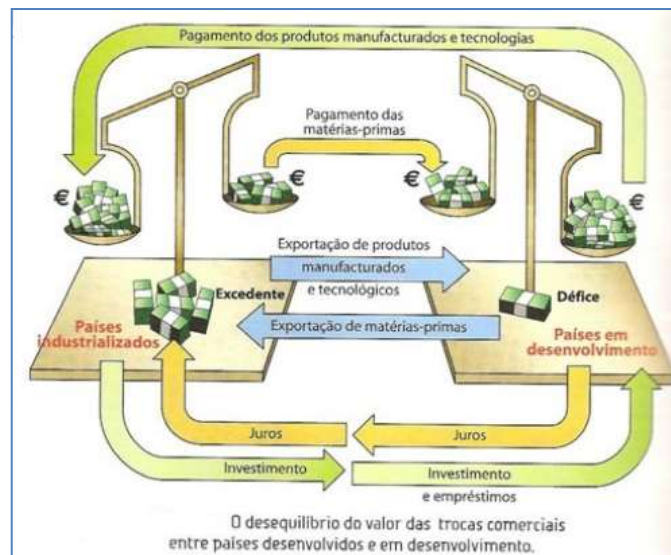 Pagamento dos produtos manufaturados e tecnologias
Pagamento das
matérias-primas
€
€
€
€
Exportação de produtos
manufacturados
e tecnológicos
Excedente
Défice
Exportação de matérias-primas
Países
industrializados
Países em
desenvolvimento
Juros
Juros
Investimento
Investimento
e empréstimos
O desequilíbrio do valor das trocas comerciais
entre países desenvolvidos e em desenvolvimento.